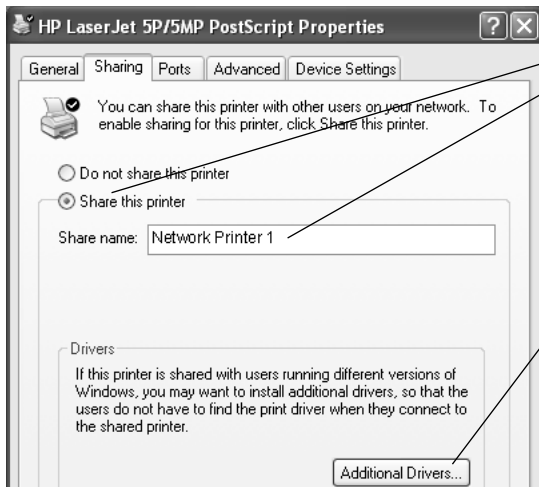 HP LaserJet 5P/5MP PostScript Properties
General Sharing Ports Advanced Device Settings
You can share this printer with other users on your network. To
enable sharing for this printer, click Share this printer.
Do not share this printer
Share this printer
Share name: Network Printer 1
Drivers
If this printer is shared with users running different versions of
Windows, you may want to install additional drivers, so that the
users do not have to find the print driver when they connect to
the shared printer.
Additional Drivers...